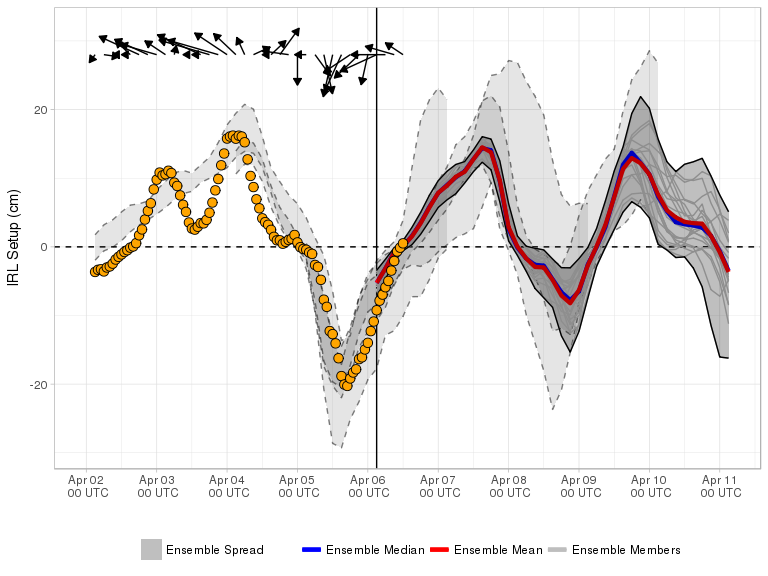 20
0
-20
IRL Setup (cm)
Apr 02 Apr 03 Apr 04 Apr 05 Apr 06 Apr 07 Apr 08 Apr 09 Apr 10 Apr 11
00 UTC 00 UTC 00 UTC 00 UTC 00 UTC 00 UTC 00 UTC 00 UTC 00 UTC 00 UTC
Ensemble Spread Ensemble Median Ensemble Mean Ensemble Members